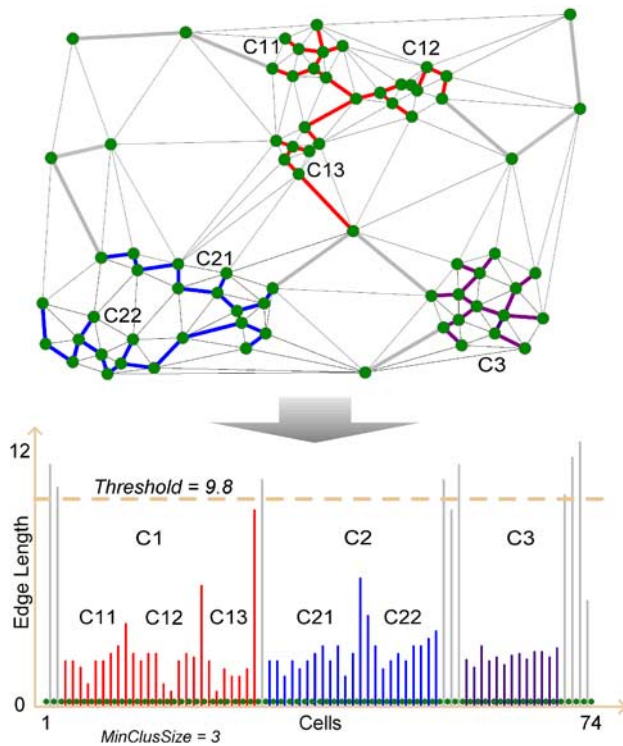 C11
C12
C13
C21
C22
C3
12
Threshold = 9.8
C1
C2
C3
Edge Length
C11
C12
C13
C21
C22
0
1
Cells
74
MinClusSize = 3